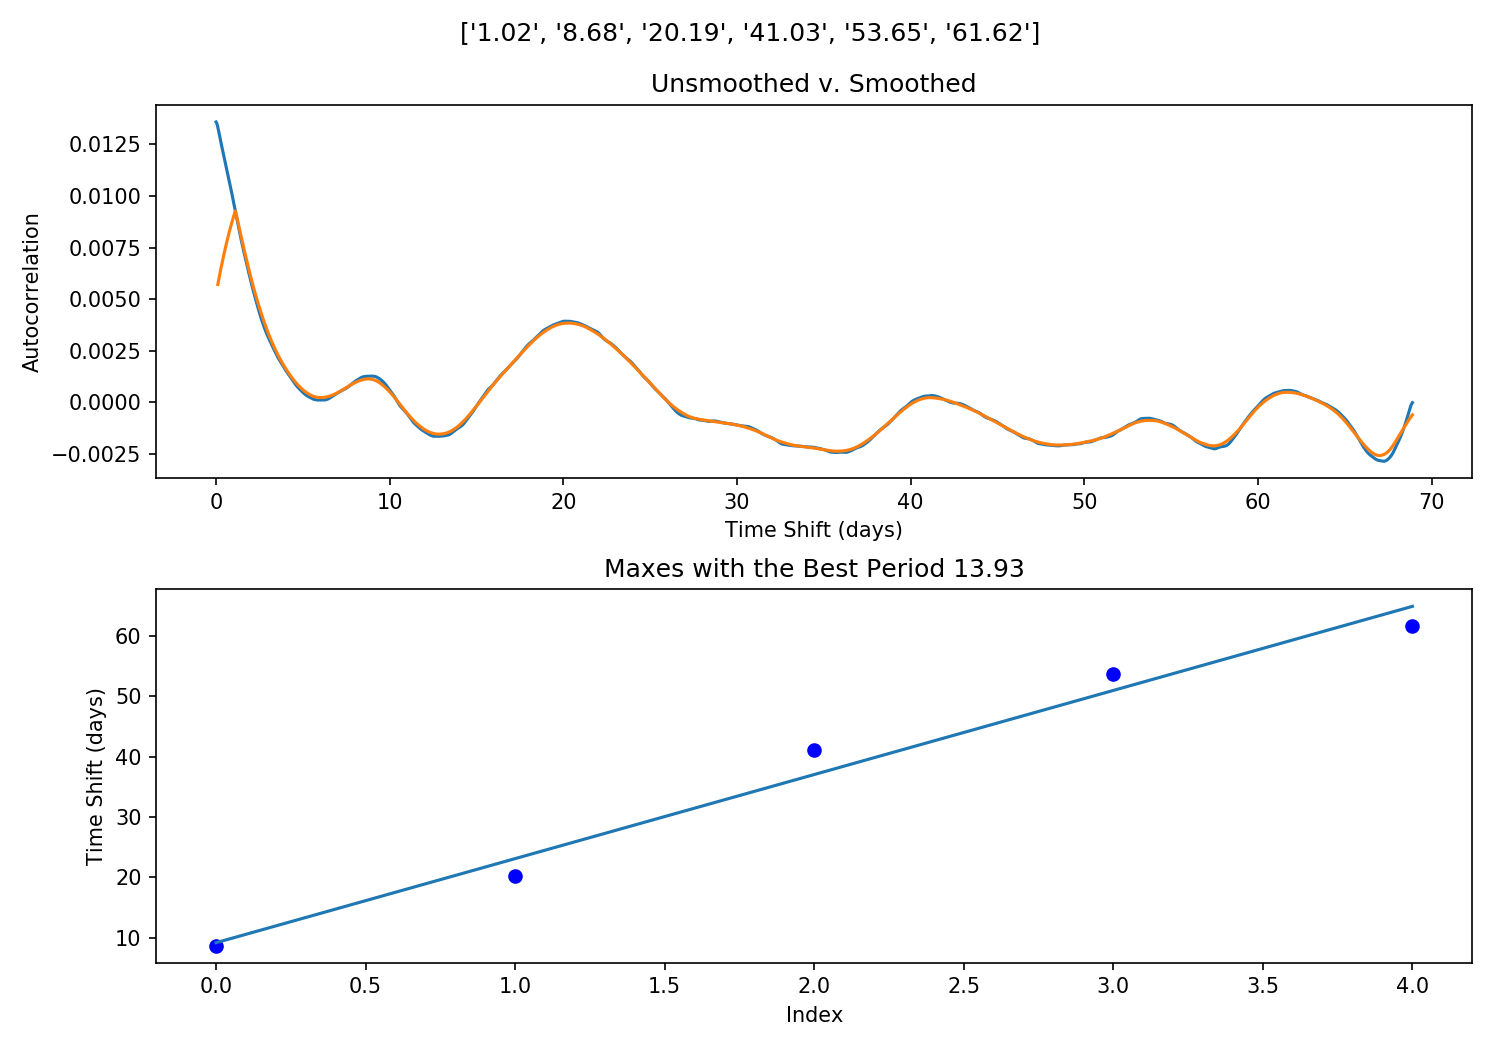 ['1.02', '8.68', '20.19', '41.03', '53.65', '61.62']
Unsmoothed v. Smoothed
Autocorrelation
0.0125
0.0100
0.0075
0.0050
0.0025
0.0000
−0.0025
0 10 20 30 40 50 60 70
Time Shift (days)
Maxes with the Best Period 13.93
Time Shift (days)
60
50
40
30
20
10
0.0 0.5 1.0 1.5 2.0 2.5 3.0 3.5 4.0
Index